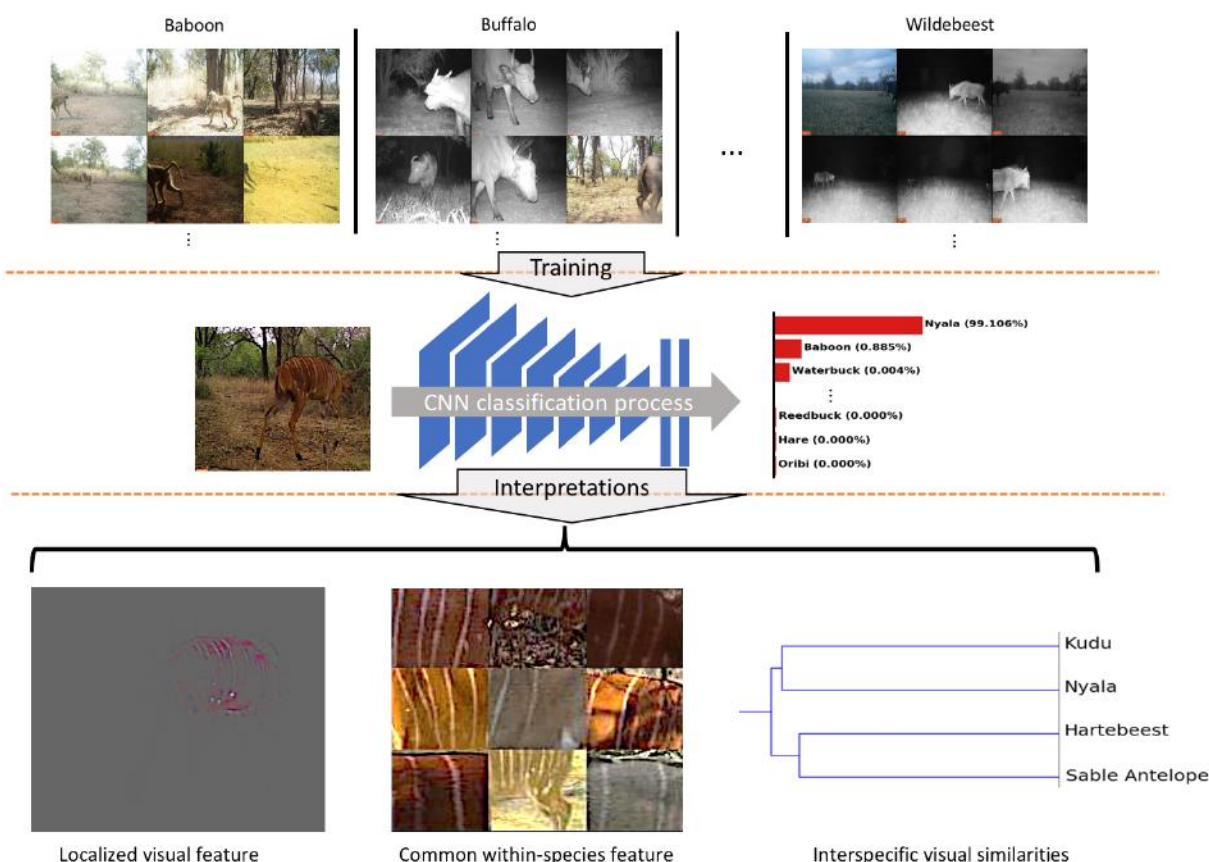 Baboon
Buffalo
Wildebeest
...
Training
CNN classification process
Nyala (99.106%)
Baboon (0.885%)
Waterbuck (0.004%)
Reedbuck (0.000%)
Hare (0.000%)
Oribi (0.000%)
Interpretations
Kudu
Nyala
Hartebeest
Sable Antelope
Localized visual feature
Common within-species feature
Interspecific visual similarities